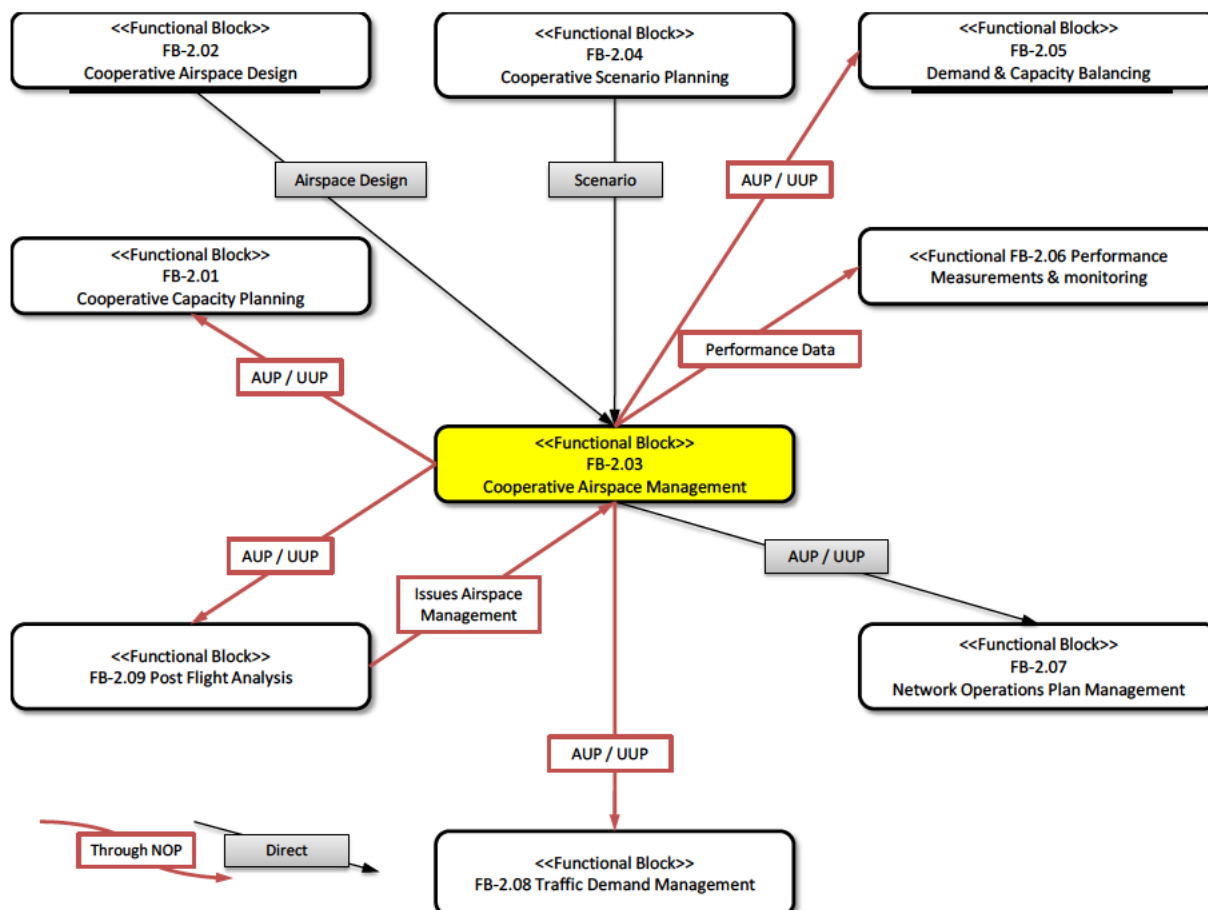 <<Functional Block>>
FB-2.02
Cooperative Airspace Design
<<Functional Block>>
FB-2.04
Cooperative Scenario Planning
<<Functional Block>>
FB-2.05
Demand & Capacity Balancing
Airspace Design
Scenario
AUP / UUP
<<Functional Block>>
FB-2.01
Cooperative Capacity Planning
<<Functional FB-2.06 Performance
Measurements & monitoring
Performance Data
AUP / UUP
<<Functional Block>>
FB-2.03
Cooperative Airspace Management
AUP / UUP
Issues Airspace
Management
AUP / UUP
<<Functional Block>>
FB-2.09 Post Flight Analysis
<<Functional Block>>
FB-2.07
Network Operations Plan Management
AUP / UUP
Through NOP
Direct
<<Functional Block>>
FB-2.08 Traffic Demand Management